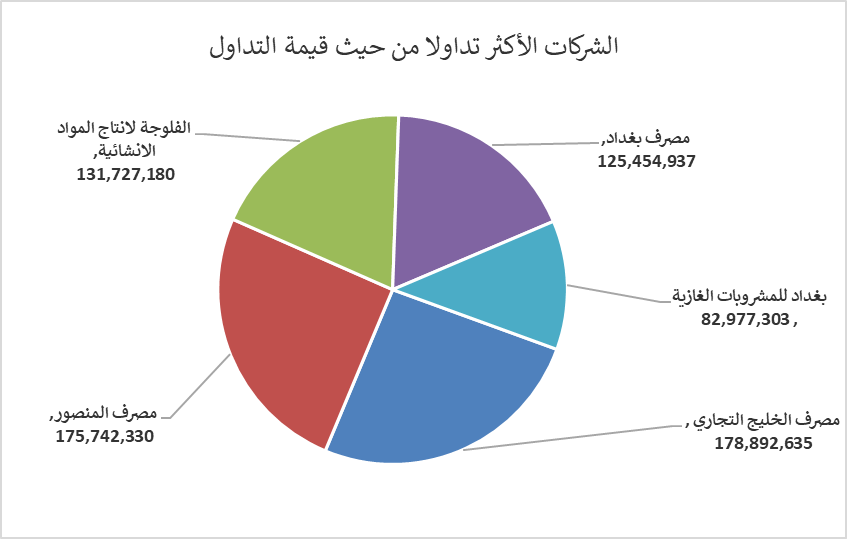 الشركات الأكثر تداولا من حيث قيمة التداول
مصرف بغداد,
125,454,937
الفلوجة لانتاج المواد
الانشائية,
131,727,180
بغداد للمشروبات الغازية
, 82,977,303
مصرف المنصور,
175,742,330
مصرف الخليج التجاري ,
178,892,635